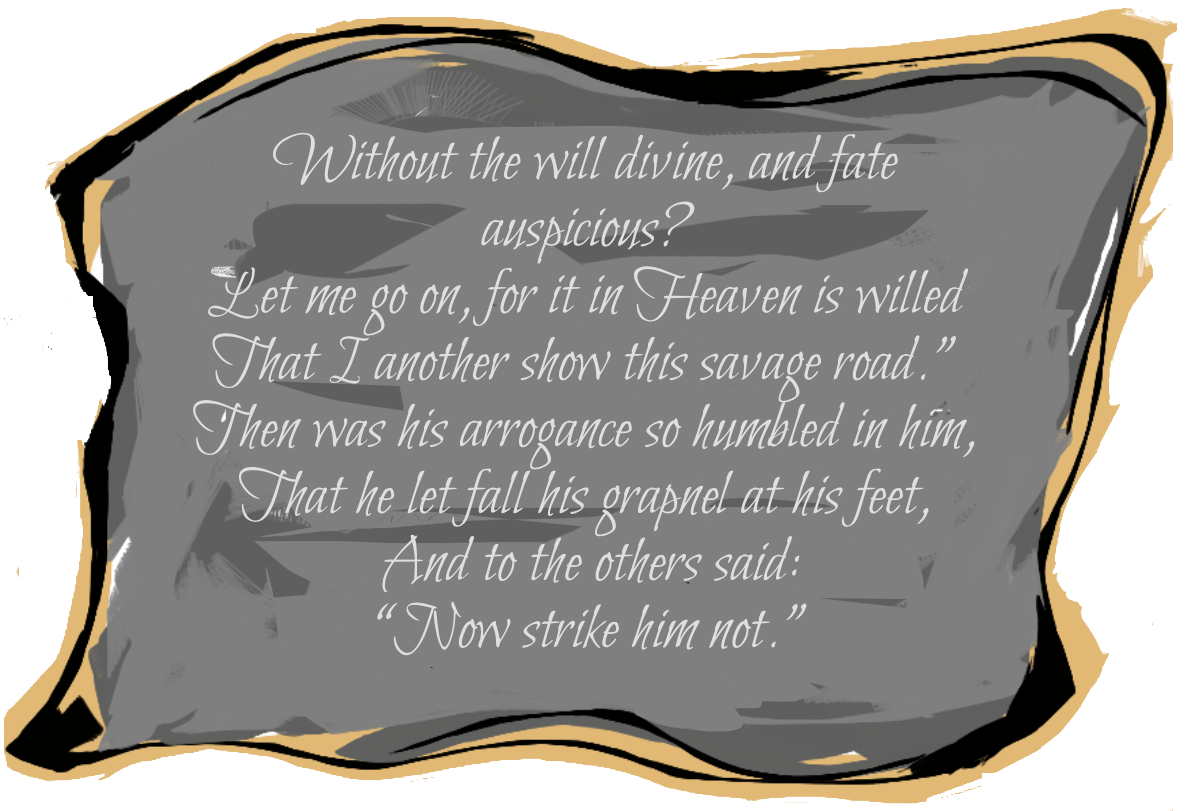 Without the will divine, and fate
auspicious?
Let me go on, for it in Heaven is willed
That I another show this savage road.”
Then was his arrogance so humbled in him,
That he let fall his grapnel at his feet,
And to the others said:
“Now strike him not.”